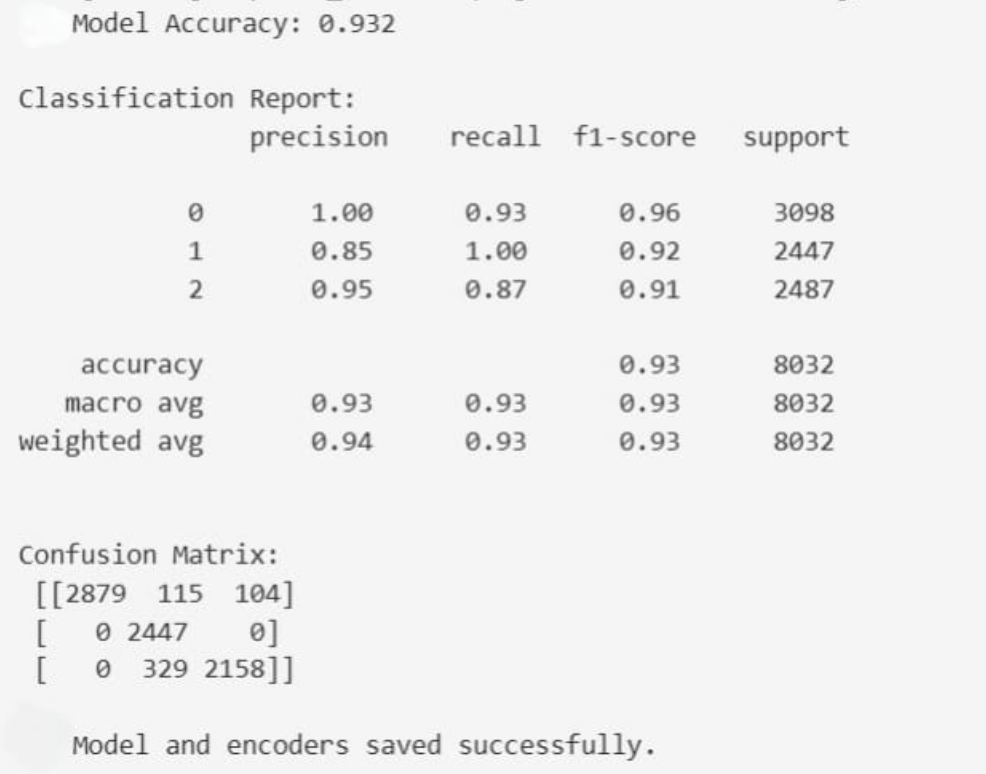 Model Accuracy: 0.932
Classification Report:
precision recall f1-score support
0 1.00 0.93 0.96 3098
1 0.85 1.00 0.92 2447
2 0.95 0.87 0.91 2487
accuracy 0.93 8032
macro avg 0.93 0.93 0.93 8032
weighted avg 0.94 0.93 0.93 8032
Confusion Matrix:
[[2879 115 104]
[ 0 2447 0]
[ 0 329 2158]]
Model and encoders saved successfully.